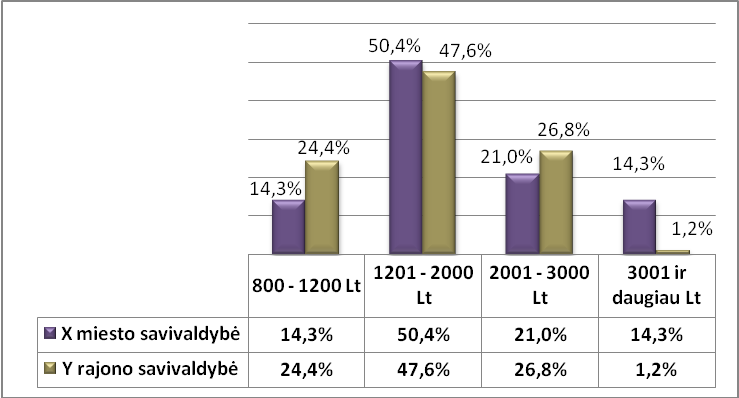 50,4%
47,6%
24,4%
26,8%
21,0%
14,3%
14,3%
1,2%
800 - 1200 Lt
1201 - 2000
Lt
2001 - 3000
Lt
3001 ir
daugiau Lt
X miesto savivaldybė 14,3% 50,4% 21,0% 14,3%
Y rajono savivaldybė 24,4% 47,6% 26,8% 1,2%